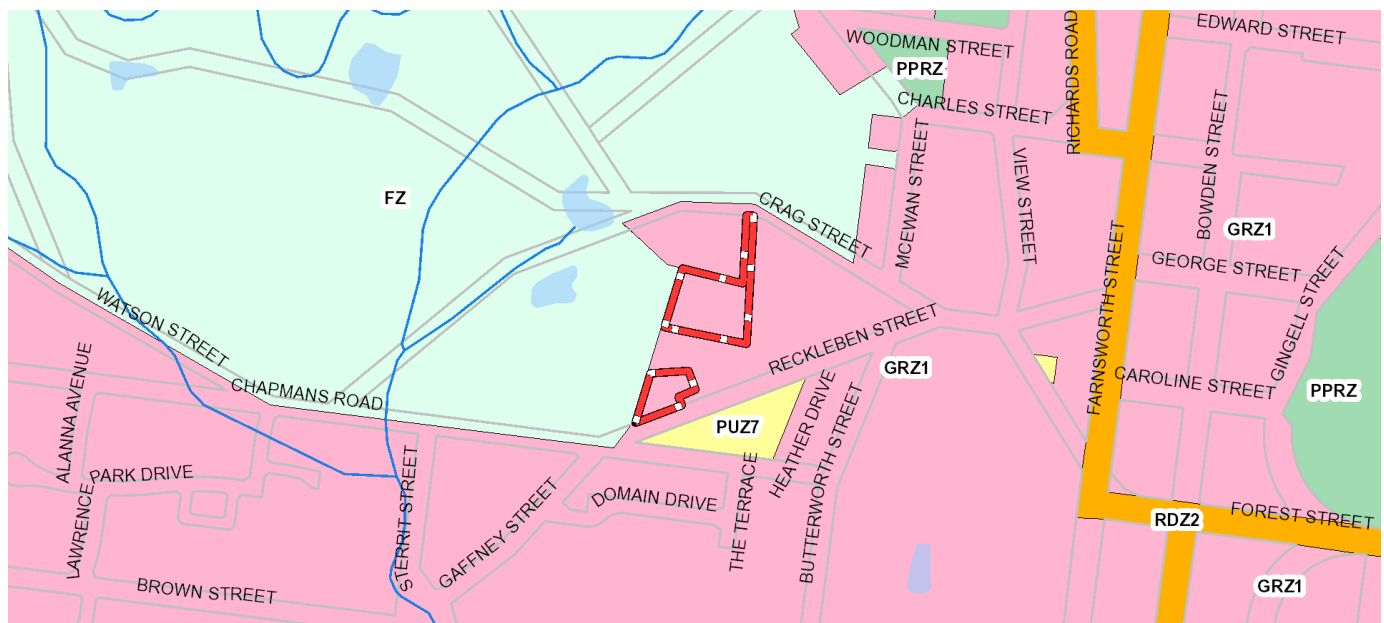 EDWARD STREET
WOODMAN STREET
RICHARDS ROAD
PPRZ
CHARLES STREET
BOWDEN STREET
MCEWAN STREET
VIEW STREET
FZ
CRAG STREET
GRZ1
FARNSWORTH STREET
GEORGE STREET
GINGELL STREET
WATSON STREET
RECKLEBEN STREET
ALANNA AVENUE
CHAPMANS ROAD
GRZ1
CAROLINE STREET
PPRZ
HEATHER DRIVE
PUZ7
BUTTERWORTH STREET
PARK DRIVE
LAWRENCE
STERRIT STREET
GAFFNEY STREET
DOMAIN DRIVE
THE TERRACE
RDZ2
FOREST STREET
BROWN STREET
GRZ1